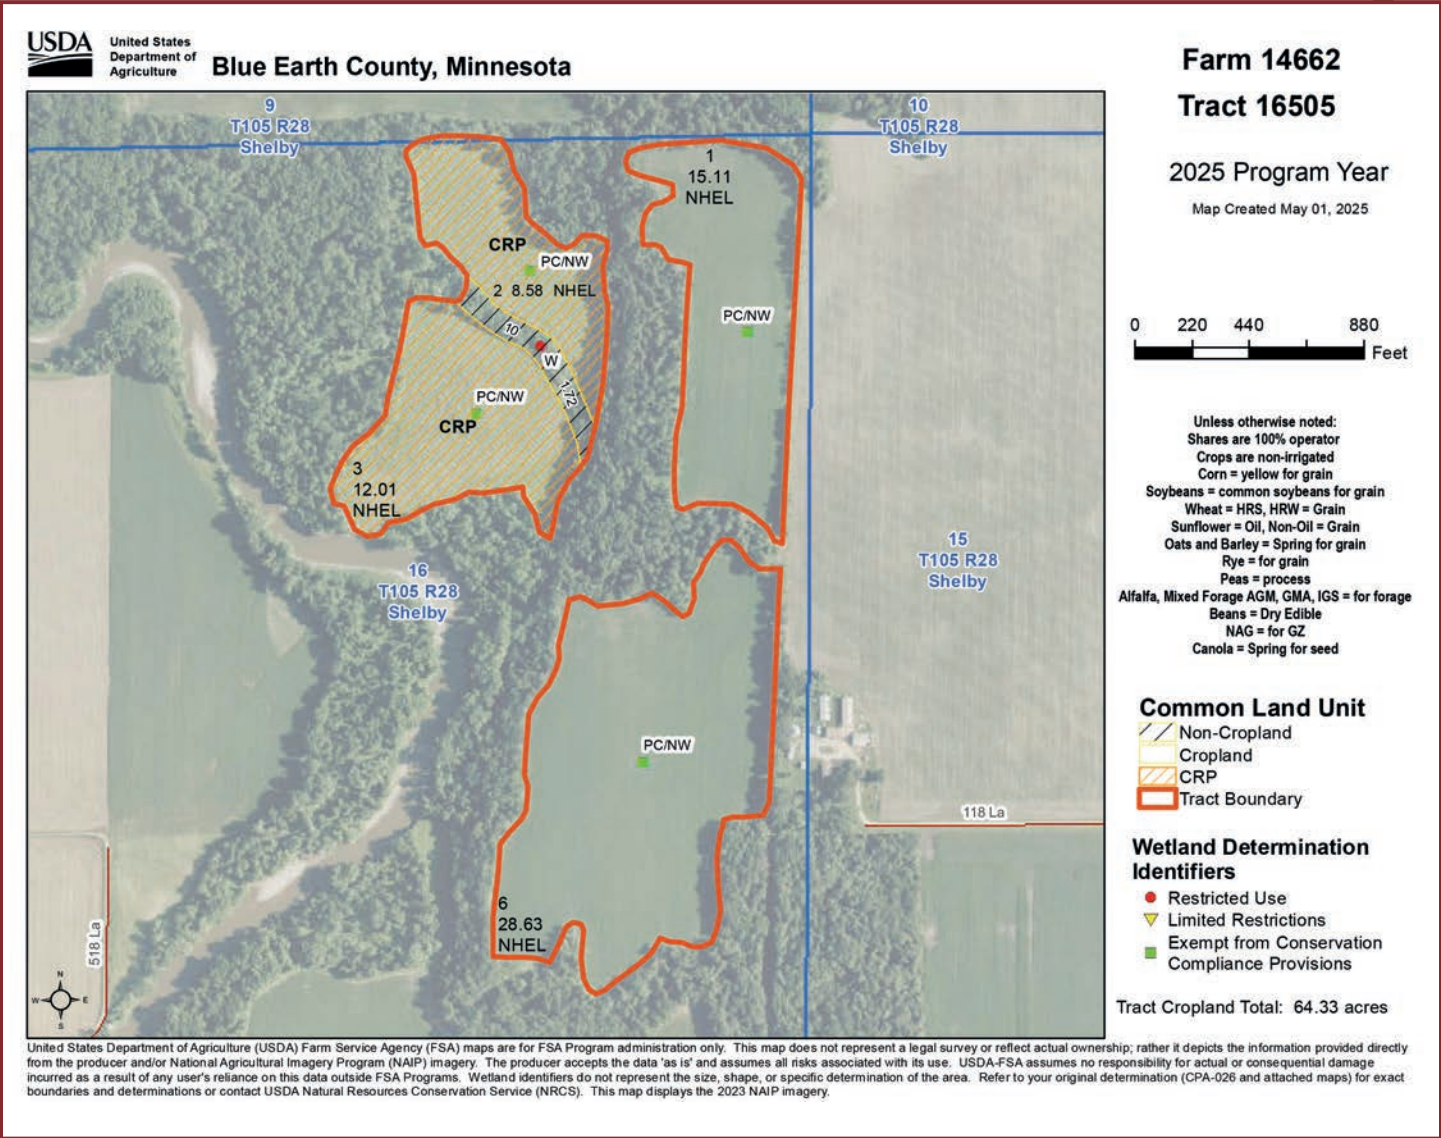 USDA
United States
Department of
Agriculture
Blue Earth County, Minnesota
Farm 14662
Tract 16505
2025 Program Year
Map Created May 01, 2025
9
T105 R28
Shelby
10
T105 R28
Shelby
1
15.11
NHEL
CRP
PC/NW
2 8.58 NHEL
10
W
1.72
PC/NW
PC/NW
CRP
3
12.01
NHEL
16
T105 R28
Shelby
15
T105 R28
Shelby
PC/NW
6
28.63
NHEL
118 La
518 La
N
W
E
S
0 220 440 880
Feet
Unless otherwise noted:
Shares are 100% operator
Crops are non-irrigated
Corn = yellow for grain
Soybeans = common soybeans for grain
Wheat = HRS, HRW = Grain
Sunflower = Oil, Non-Oil = Grain
Oats and Barley = Spring for grain
Rye = for grain
Peas = process
Alfalfa, Mixed Forage AGM, GMA, IGS = for forage
Beans = Dry Edible
NAG = for GZ
Canola = Spring for seed
Common Land Unit
Non-Cropland
Cropland
CRP
Tract Boundary
Wetland Determination
Identifiers
Restricted Use
Limited Restrictions
Exempt from Conservation
Compliance Provisions
Tract Cropland Total: 64.33 acres
United States Department of Agriculture (USDA) Farm Service Agency (FSA) maps are for FSA Program administration only. This map does not represent a legal survey or reflect actual ownership; rather it depicts the information provided directly
from the producer and/or National Agricultural Imagery Program (NAIP) imagery. The producer accepts the data 'as is' and assumes all risks associated with its use. USDA-FSA assumes no responsibility for actual or consequential damage
incurred as a result of any user's reliance on this data outside FSA Programs. Wetland identifiers do not represent the size, shape, or specific determination of the area. Refer to your original determination (CPA-026 and attached maps) for exact
boundaries and determinations or contact USDA Natural Resources Conservation Service (NRCS). This map displays the 2023 NAIP imagery.